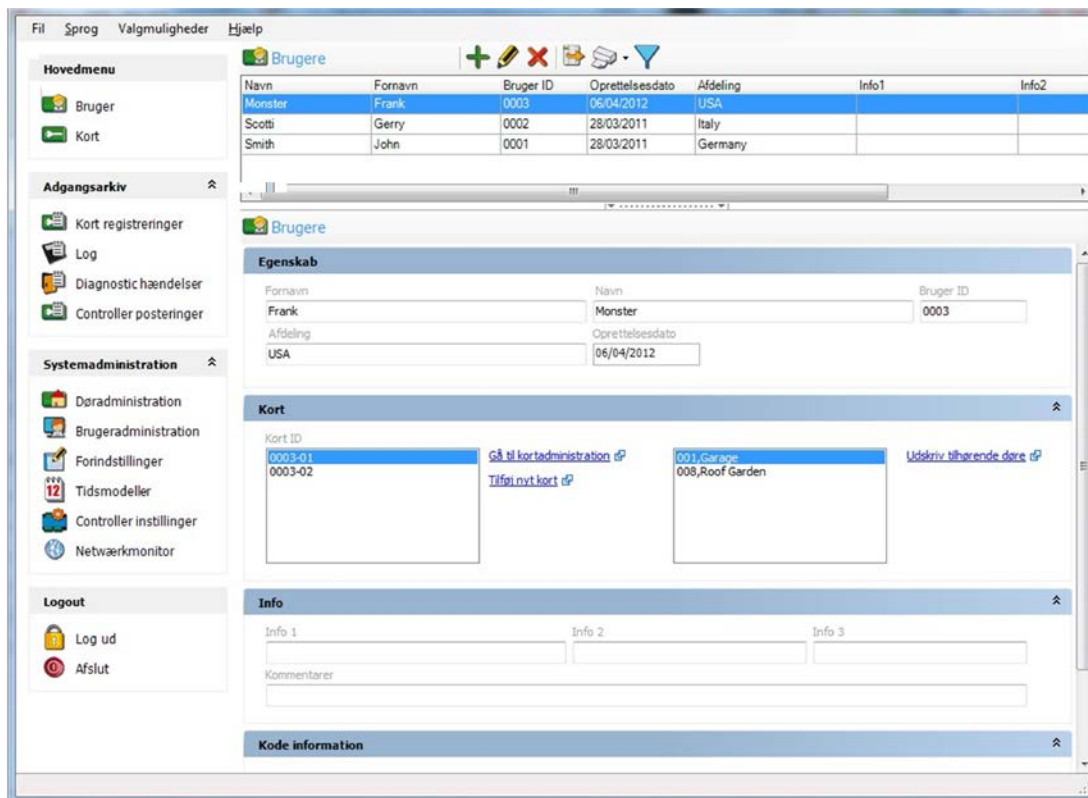 Fil Sprog Valgmuligheder Hjælp
Hovedmenu
Bruger
Kort
Adgangsarkiv
Kort registreringer
Log
Diagnostic hændelser
Controller posteringer
Systemadministration
Døradministration
Brugeradministration
Forindstillinger
12 Tidsmodeller
Controller instillinger
Netwærkmonitor
Logout
Log ud
Afslut
Brugere
Navn Fornavn Bruger ID Oprettelsesdato Afdeling Info1 Info2
Monster Frank 0003 06/04/2012 USA
Scotti Gerry 0002 28/03/2011 Italy
Smith John 0001 28/03/2011 Germany
Brugere
Egenskab
Fornavn Navn Bruger ID
Frank Monster 0003
Afdeling Oprettelsesdato
USA 06/04/2012
Kort
Kort ID
0003-01 Gå til kortadministration 001,Garage Udskriv tilhørende døre
0003-02 008,Roof Garden
Tilføj nyt kort
Info
Info 1 Info 2 Info 3
Kommentarer
Kode information